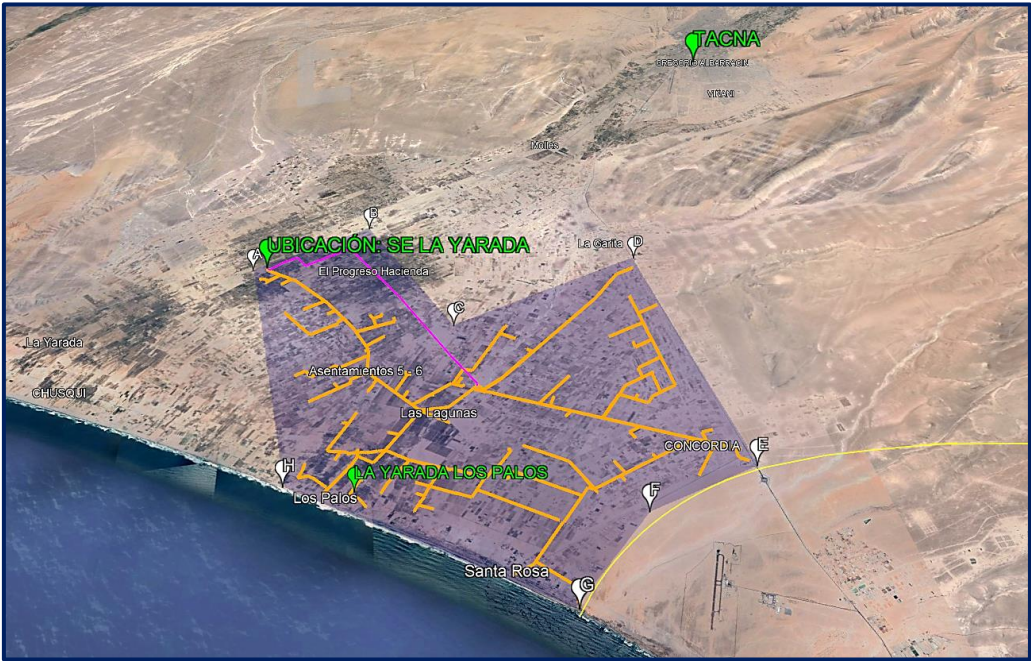 TACNA
GREGORIO ALBARRACIN
VIÑANI
Molles
B
UBICACIÓN: SE LA YARADA
A
La Garita
D
El Progreso Hacienda
C
La Yarada
Asentamientos 5 - 6
CHUSQUI
Las Lagunas
CONCORDIA
E
H
LA YARADA LOS PALOS
Los Palos
F
Santa Rosa
G